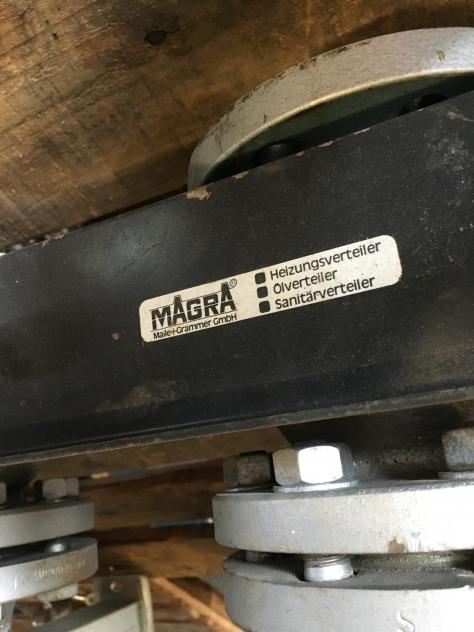 MAGRA®
Maile+Grammer GmbH
Heizungsverteiler
Ölverteiler
Sanitärverteiler
S